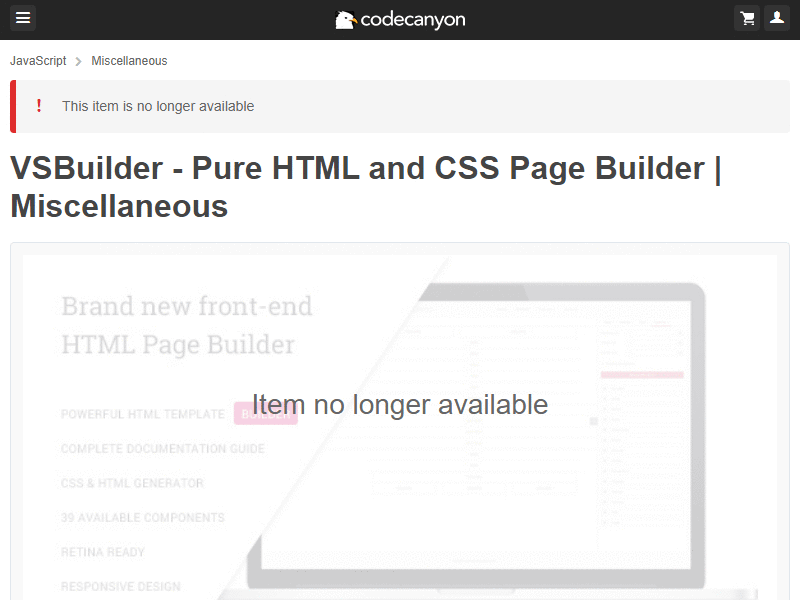 codecanyon
JavaScript
Miscellaneous
!
This item is no longer available
VSBuilder - Pure HTML and CSS Page Builder |
Miscellaneous
Brand new front-end
HTML Page Builder
Item no longer available
POWERFUL HTML TEMPLATE BUILDER
COMPLETE DOCUMENTATION GUIDE
CSS & HTML GENERATOR
39 AVAILABLE COMPONENTS
RETINA READY
RESPONSIVE DESIGN